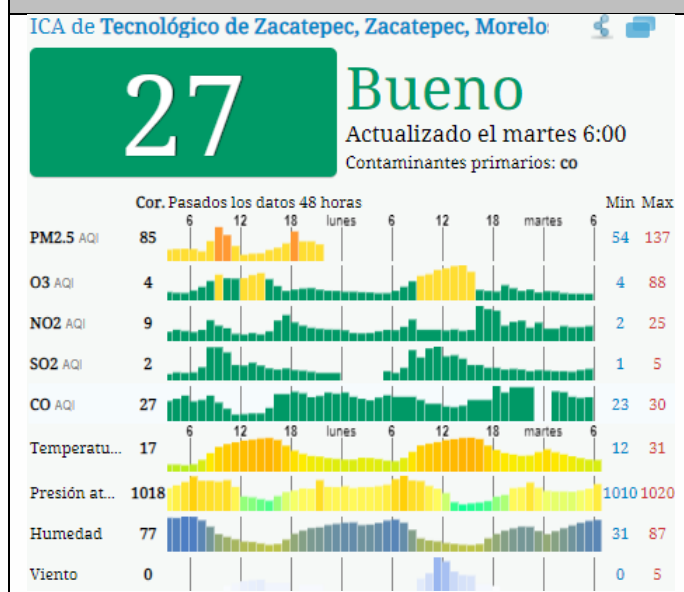 ICA de Tecnológico de Zacatepec, Zacatepec, Morelos
27
Bueno
Actualizado el martes 6:00
Contaminantes primarios: co
Cor. Pasados los datos 48 horas Min Max
6 12 18 lunes 6 12 18 martes 6
PM2.5 AQI 85 54 137
O3 AQI 4 4 88
NO2 AQI 9 2 25
SO2 AQI 2 1 5
CO AQI 27 23 30
6 12 18 lunes 6 12 18 martes 6
Temperatu... 17 12 31
Presión at... 1018 1010 1020
Humedad 77 31 87
Viento 0 0 5